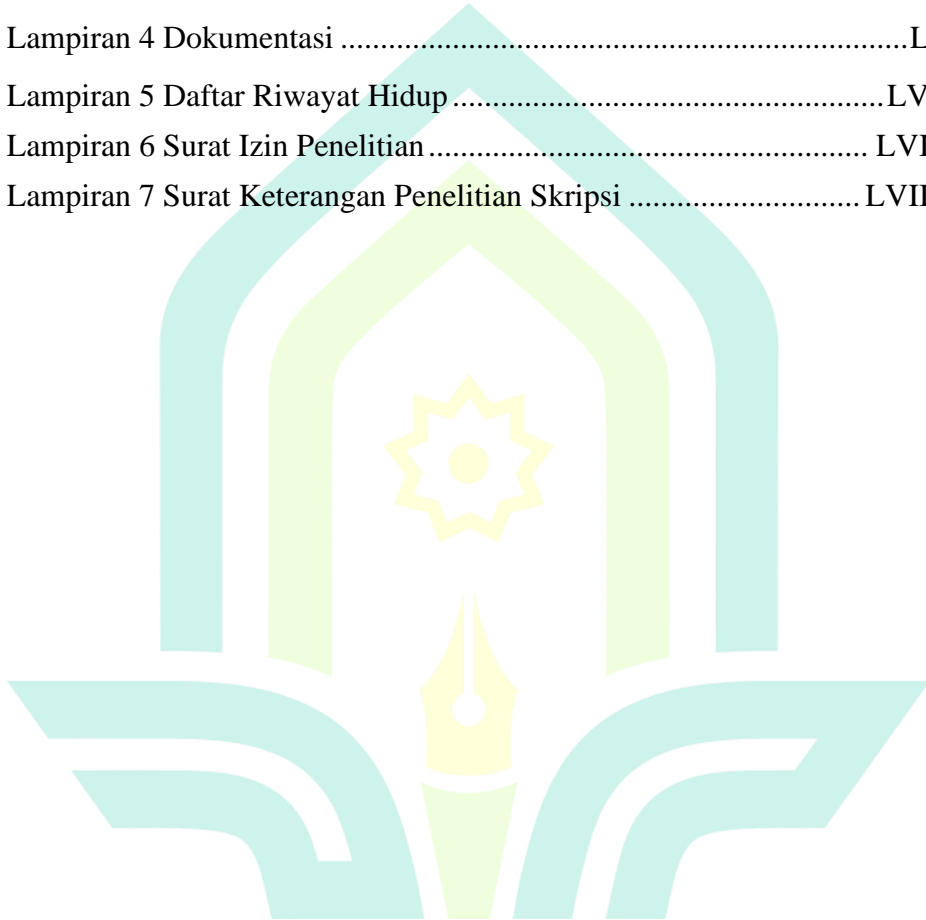 Lampiran 4 Dokumentasi ......................................................................L
Lampiran 5 Daftar Riwayat Hidup .....................................................LV
Lampiran 6 Surat Izin Penelitian ...................................................... LVI
Lampiran 7 Surat Keterangan Penelitian Skripsi ............................ LVII